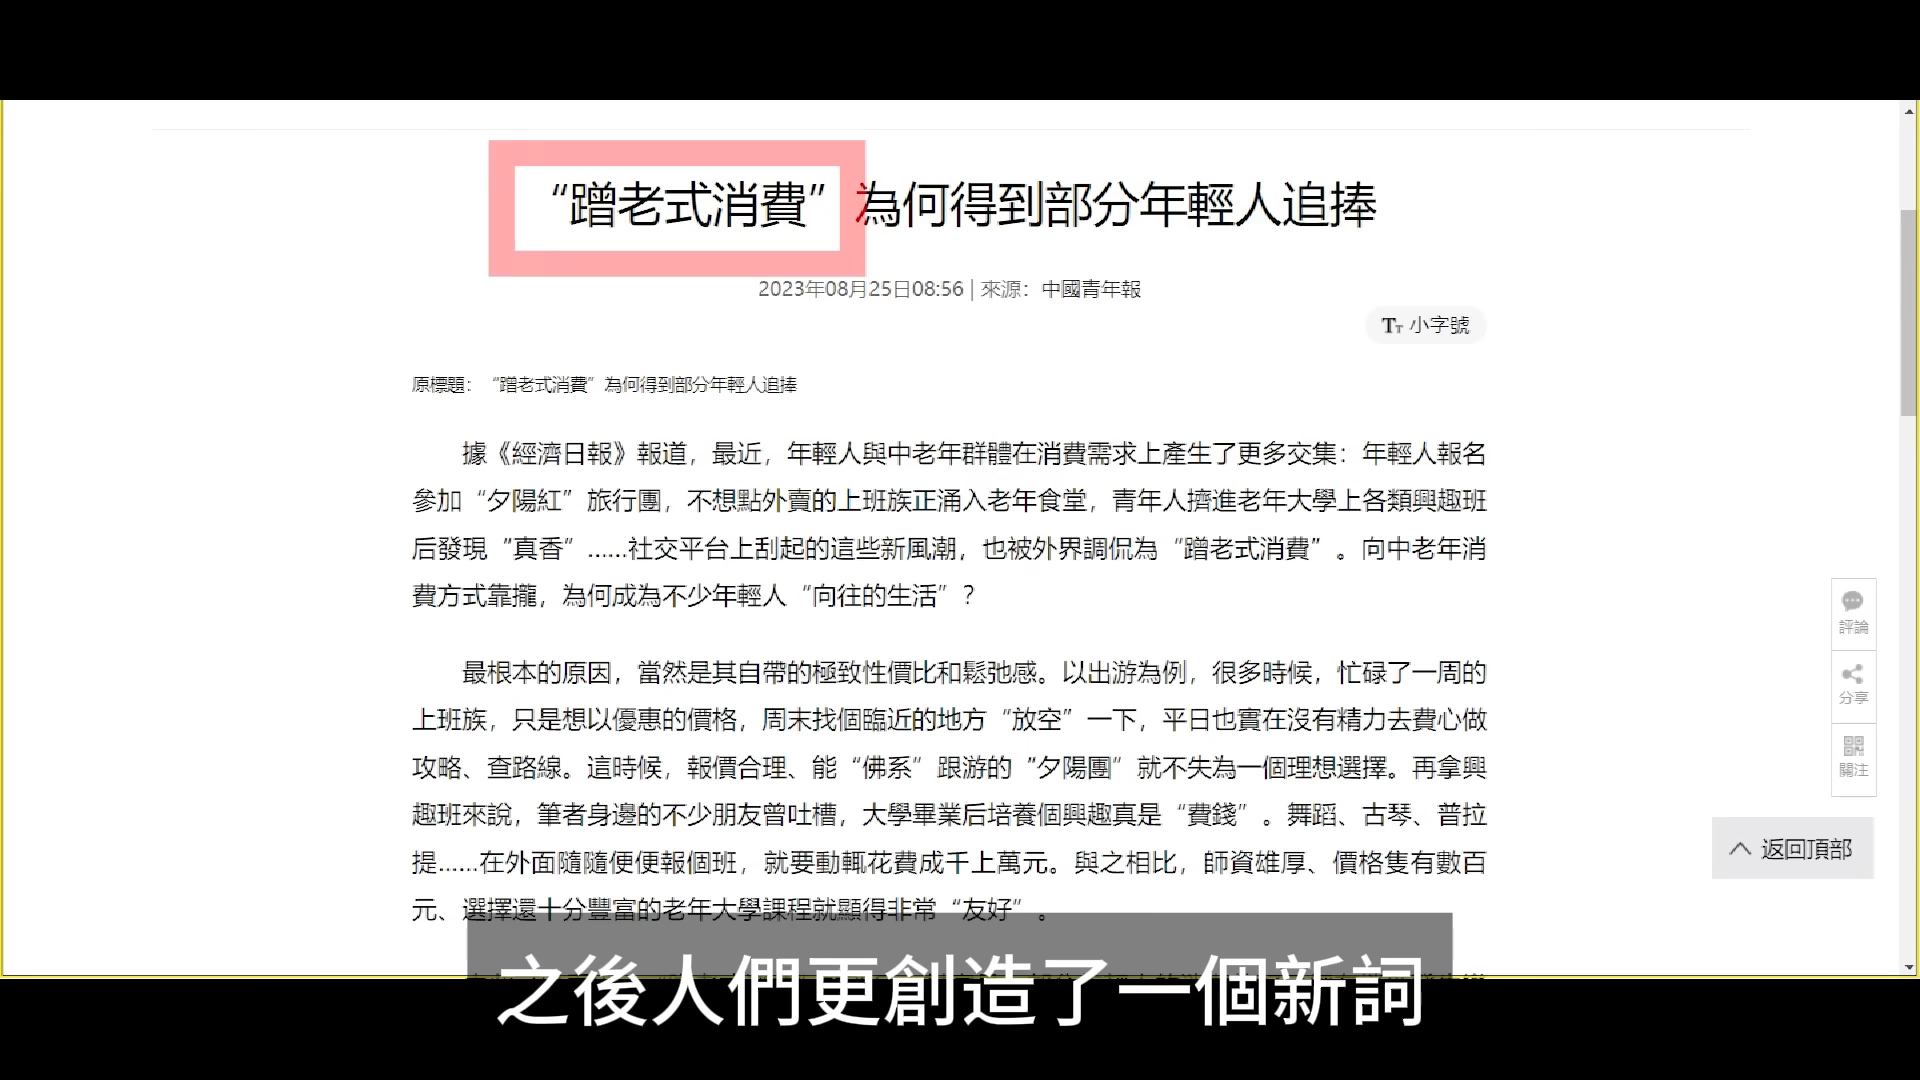 “蹭老式消費”為何得到部分年輕人追捧
2023年08月25日08:56 | 來源：中國青年報
TT 小字號
原標題：“蹭老式消費”為何得到部分年輕人追捧
據《經濟日報》報道，最近，年輕人與中老年群體在消費需求上產生了更多交集：年輕人報名
參加“夕陽紅”旅行團，不想點外賣的上班族正涌入老年食堂，青年人擠進老年大學上各類興趣班
后發現“真香”……社交平台上刮起的這些新風潮，也被外界調侃為“蹭老式消費”。向中老年消
費方式靠攏，為何成為不少年輕人“向往的生活”？
最根本的原因，當然是其自帶的極致性價比和鬆弛感。以出游為例，很多時候，忙碌了一周的
上班族，只是想以優惠的價格，周末找個臨近的地方“放空”一下，平日也實在沒有精力去費心做
攻略、查路線。這時候，報價合理、能“佛系”跟游的“夕陽團”就不失為一個理想選擇。再拿興
趣班來說，筆者身邊的不少朋友曾吐槽，大學畢業后培養個興趣真是“費錢”。舞蹈、古琴、普拉
提……在外面隨隨便便報個班，就要動輒花費成千上萬元。與之相比，師資雄厚、價格隻有數百
元、選擇還十分豐富的老年大學課程就顯得非常“友好”。
評論
分享
關注
返回頂部
之後人們更創造了一個新詞